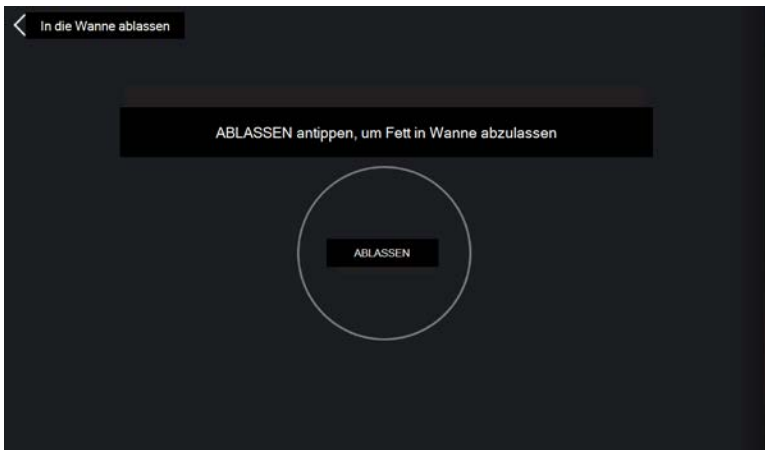 In die Wanne ablassen
ABLASSEN antippen, um Fett in Wanne abzulassen
ABLASSEN